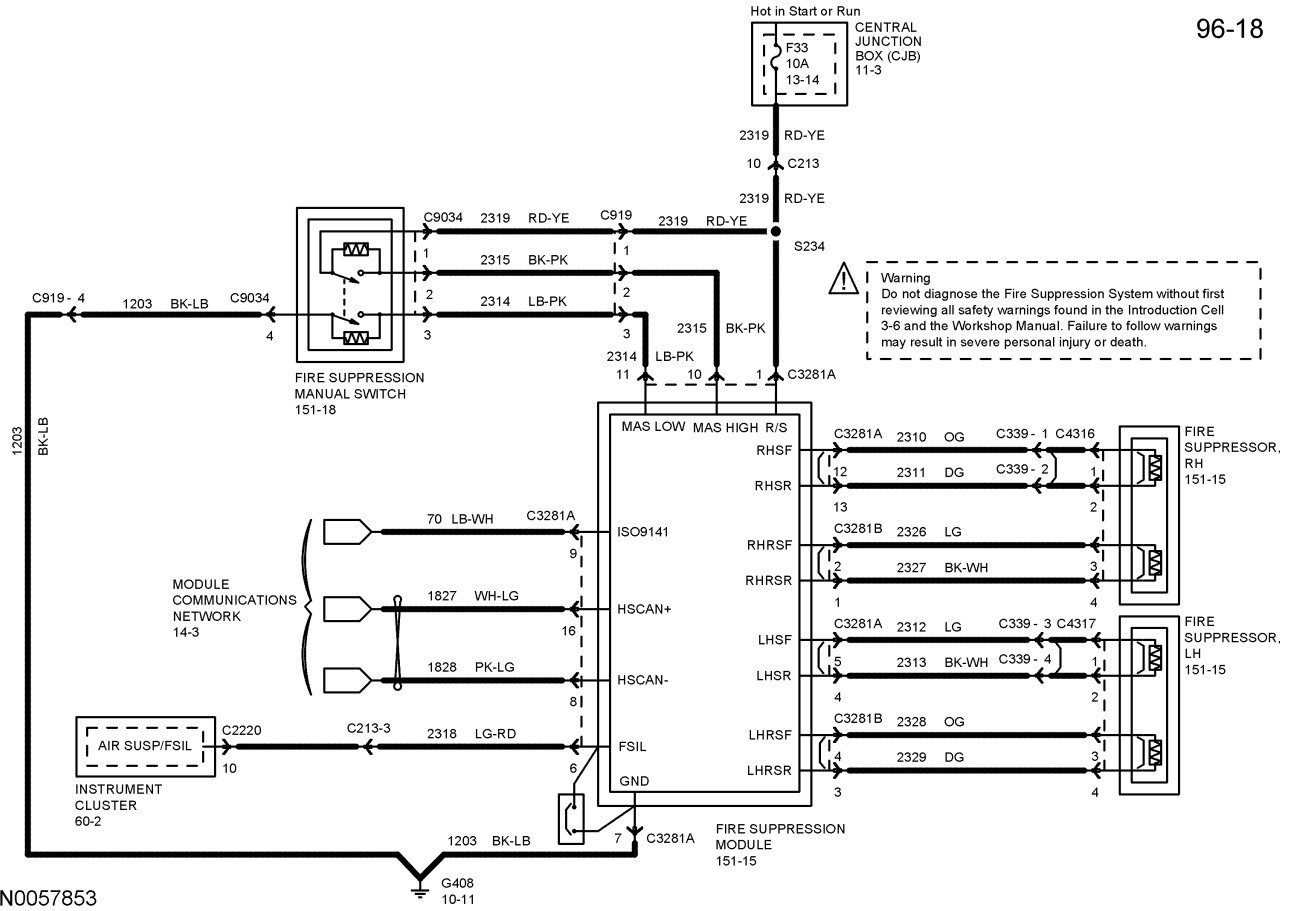 Hot in Start or Run
96-18
CENTRAL
JUNCTION
BOX (CJB)
11-3
F33
10A
13-14
2319 RD-YE
10 C213
2319 RD-YE
S234
C9034 2319 RD-YE C919 2319 RD-YE
1 1
2315 BK-PK
2 2
2314 LB-PK
3 3
C919 - 4 1203 BK-LB C9034
4
2315 BK-PK
2314 LB-PK
11 10 1 C3281A
FIRE SUPPRESSION
MANUAL SWITCH
151-18
Warning
Do not diagnose the Fire Suppression System without first
reviewing all safety warnings found in the Introduction Cell
3-6 and the Workshop Manual. Failure to follow warnings
may result in severe personal injury or death.
1203 BK-LB
MAS LOW MAS HIGH R/S
RHSF
RHSR
RHRSF
RHRSR
LHSF
LHSR
LHRSF
LHRSR
ISO9141
HSCAN+
HSCAN-
FSIL
GND
C3281A 2310 OG C339 - 1 C4316
12 2311 DG C339 - 2 1
13 2
C3281B 2326 LG
2 2327 BK-WH 3
1 4
FIRE
SUPPRESSOR,
RH
151-15
C3281A 2312 LG C339 - 3 C4317
5 2313 BK-WH C339 - 4 1
4 2
C3281B 2328 OG
4 2329 DG 3
3 4
FIRE
SUPPRESSOR,
LH
151-15
70 LB-WH C3281A
9
MODULE
COMMUNICATIONS
NETWORK
14-3
1827 WH-LG
16
1828 PK-LG
8
AIR SUSP/FSIL
C2220 C213-3 2318 LG-RD
10 6
INSTRUMENT
CLUSTER
60-2
7 C3281A
FIRE SUPPRESSION
MODULE
151-15
1203 BK-LB
G408
10-11
N0057853